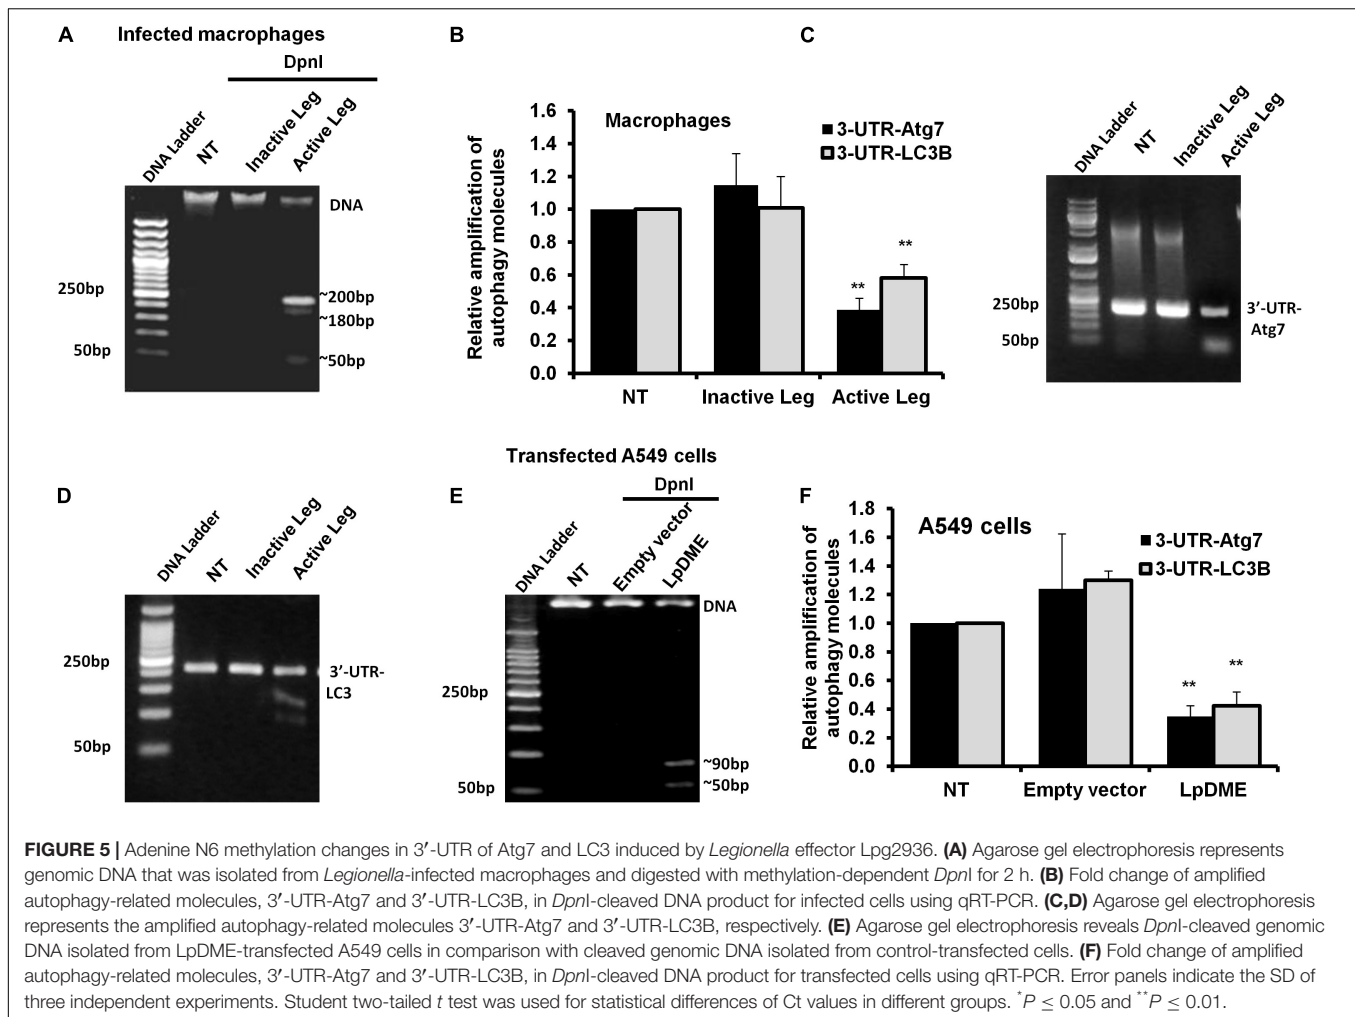 A
Infected macrophages
DpnI
DNA Ladder
NT
Inactive Leg
Active Leg
DNA
250bp
~200bp
~180bp
50bp
~50bp
B
1.6
1.4
1.2
1.0
0.8
0.6
0.4
0.2
0.0
Relative amplification of
autophagy molecules
Macrophages
3-UTR-Atg7
3-UTR-LC3B
**
**
NT
Inactive Leg
Active Leg
C
DNA Ladder
NT
Inactive Leg
Active Leg
250bp
50bp
3′-UTR-
Atg7
D
DNA Ladder
NT
Inactive Leg
Active Leg
250bp
50bp
3′-UTR-
LC3
Transfected A549 cells
E
DpnI
DNA Ladder
NT
Empty vector
LpDME
DNA
250bp
~90bp
50bp
~50bp
F
1.8
1.6
1.4
1.2
1.0
0.8
0.6
0.4
0.2
0.0
Relative amplification of
autophagy molecules
A549 cells
3-UTR-Atg7
3-UTR-LC3B
**
**
NT
Empty vector
LpDME
FIGURE 5 | Adenine N6 methylation changes in 3′-UTR of Atg7 and LC3 induced by Legionella effector Lpg2936. (A) Agarose gel electrophoresis represents
genomic DNA that was isolated from Legionella-infected macrophages and digested with methylation-dependent DpnI for 2 h. (B) Fold change of amplified
autophagy-related molecules, 3′-UTR-Atg7 and 3′-UTR-LC3B, in DpnI-cleaved DNA product for infected cells using qRT-PCR. (C,D) Agarose gel electrophoresis
represents the amplified autophagy-related molecules 3′-UTR-Atg7 and 3′-UTR-LC3B, respectively. (E) Agarose gel electrophoresis reveals DpnI-cleaved genomic
DNA isolated from LpDME-transfected A549 cells in comparison with cleaved genomic DNA isolated from control-transfected cells. (F) Fold change of amplified
autophagy-related molecules, 3′-UTR-Atg7 and 3′-UTR-LC3B, in DpnI-cleaved DNA product for transfected cells using qRT-PCR. Error panels indicate the SD of
three independent experiments. Student two-tailed t test was used for statistical differences of Ct values in different groups. *P ≤ 0.05 and **P ≤ 0.01.